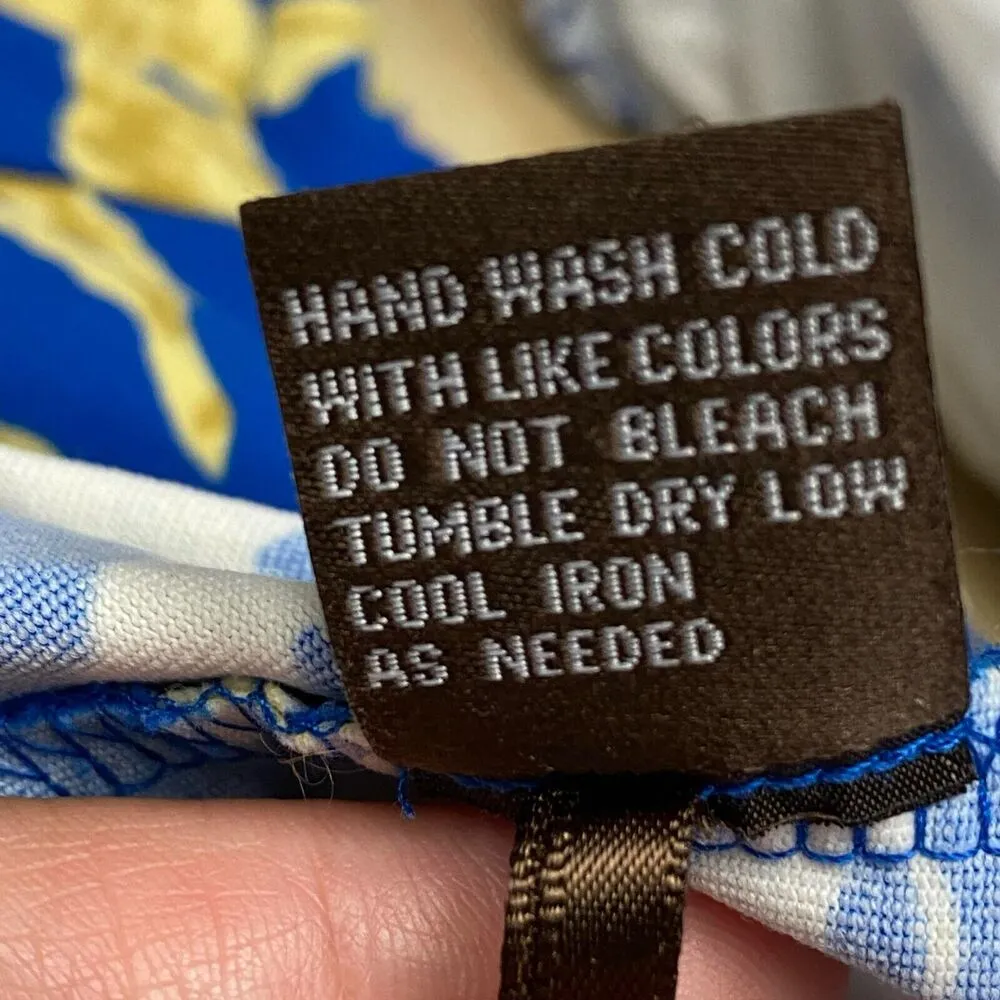 HAND WASH COLD
WITH LIKE COLORS
DO NOT BLEACH
TUMBLE DRY LOW
COOL IRON
AS NEEDED